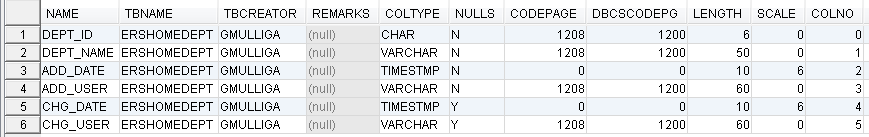 NAME TBNAME TBCREATOR REMARKS COLTYPE NULLS CODEPAGE DBCSCODEPG LENGTH SCALE COLNO
1 DEPT_ID ERSHOMEDEPT GMULLIGA (null) CHAR N 1208 1200 6 0 0
2 DEPT_NAME ERSHOMEDEPT GMULLIGA (null) VARCHAR N 1208 1200 50 0 1
3 ADD_DATE ERSHOMEDEPT GMULLIGA (null) TIMESTMP N 0 0 10 6 2
4 ADD_USER ERSHOMEDEPT GMULLIGA (null) VARCHAR N 1208 1200 60 0 3
5 CHG_DATE ERSHOMEDEPT GMULLIGA (null) TIMESTMP Y 0 0 10 6 4
6 CHG_USER ERSHOMEDEPT GMULLIGA (null) VARCHAR Y 1208 1200 60 0 5